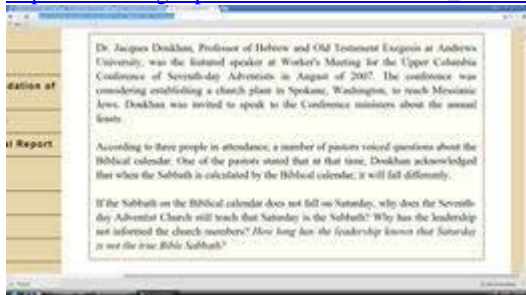 Dr. Jacques Doukhan, Professor of Hebrew and Old Testament Exegesis at Andrews
University, was the featured speaker at Worker's Meeting for the Upper Columbia
Conference of Seventh-day Adventists in August of 2007. The conference was
considering establishing a church plant in Spokane, Washington, to reach Messianic
Jews. Doukhan was invited to speak to the Conference ministers about the annual
feasts.
dation of
According to three people in attendance, a number of pastors voiced questions about the
Biblical calendar. One of the pastors stated that at that time, Doukhan acknowledged
that when the Sabbath is calculated by the Biblical calendar, it will fall differently.
al Report
If the Sabbath on the Biblical calendar does not fall on Saturday, why does the Seventh-
day Adventist Church still teach that Saturday is the Sabbath? Why has the leadership
not informed the church members? How long has the leadership known that Saturday
is not the true Bible Sabbath?